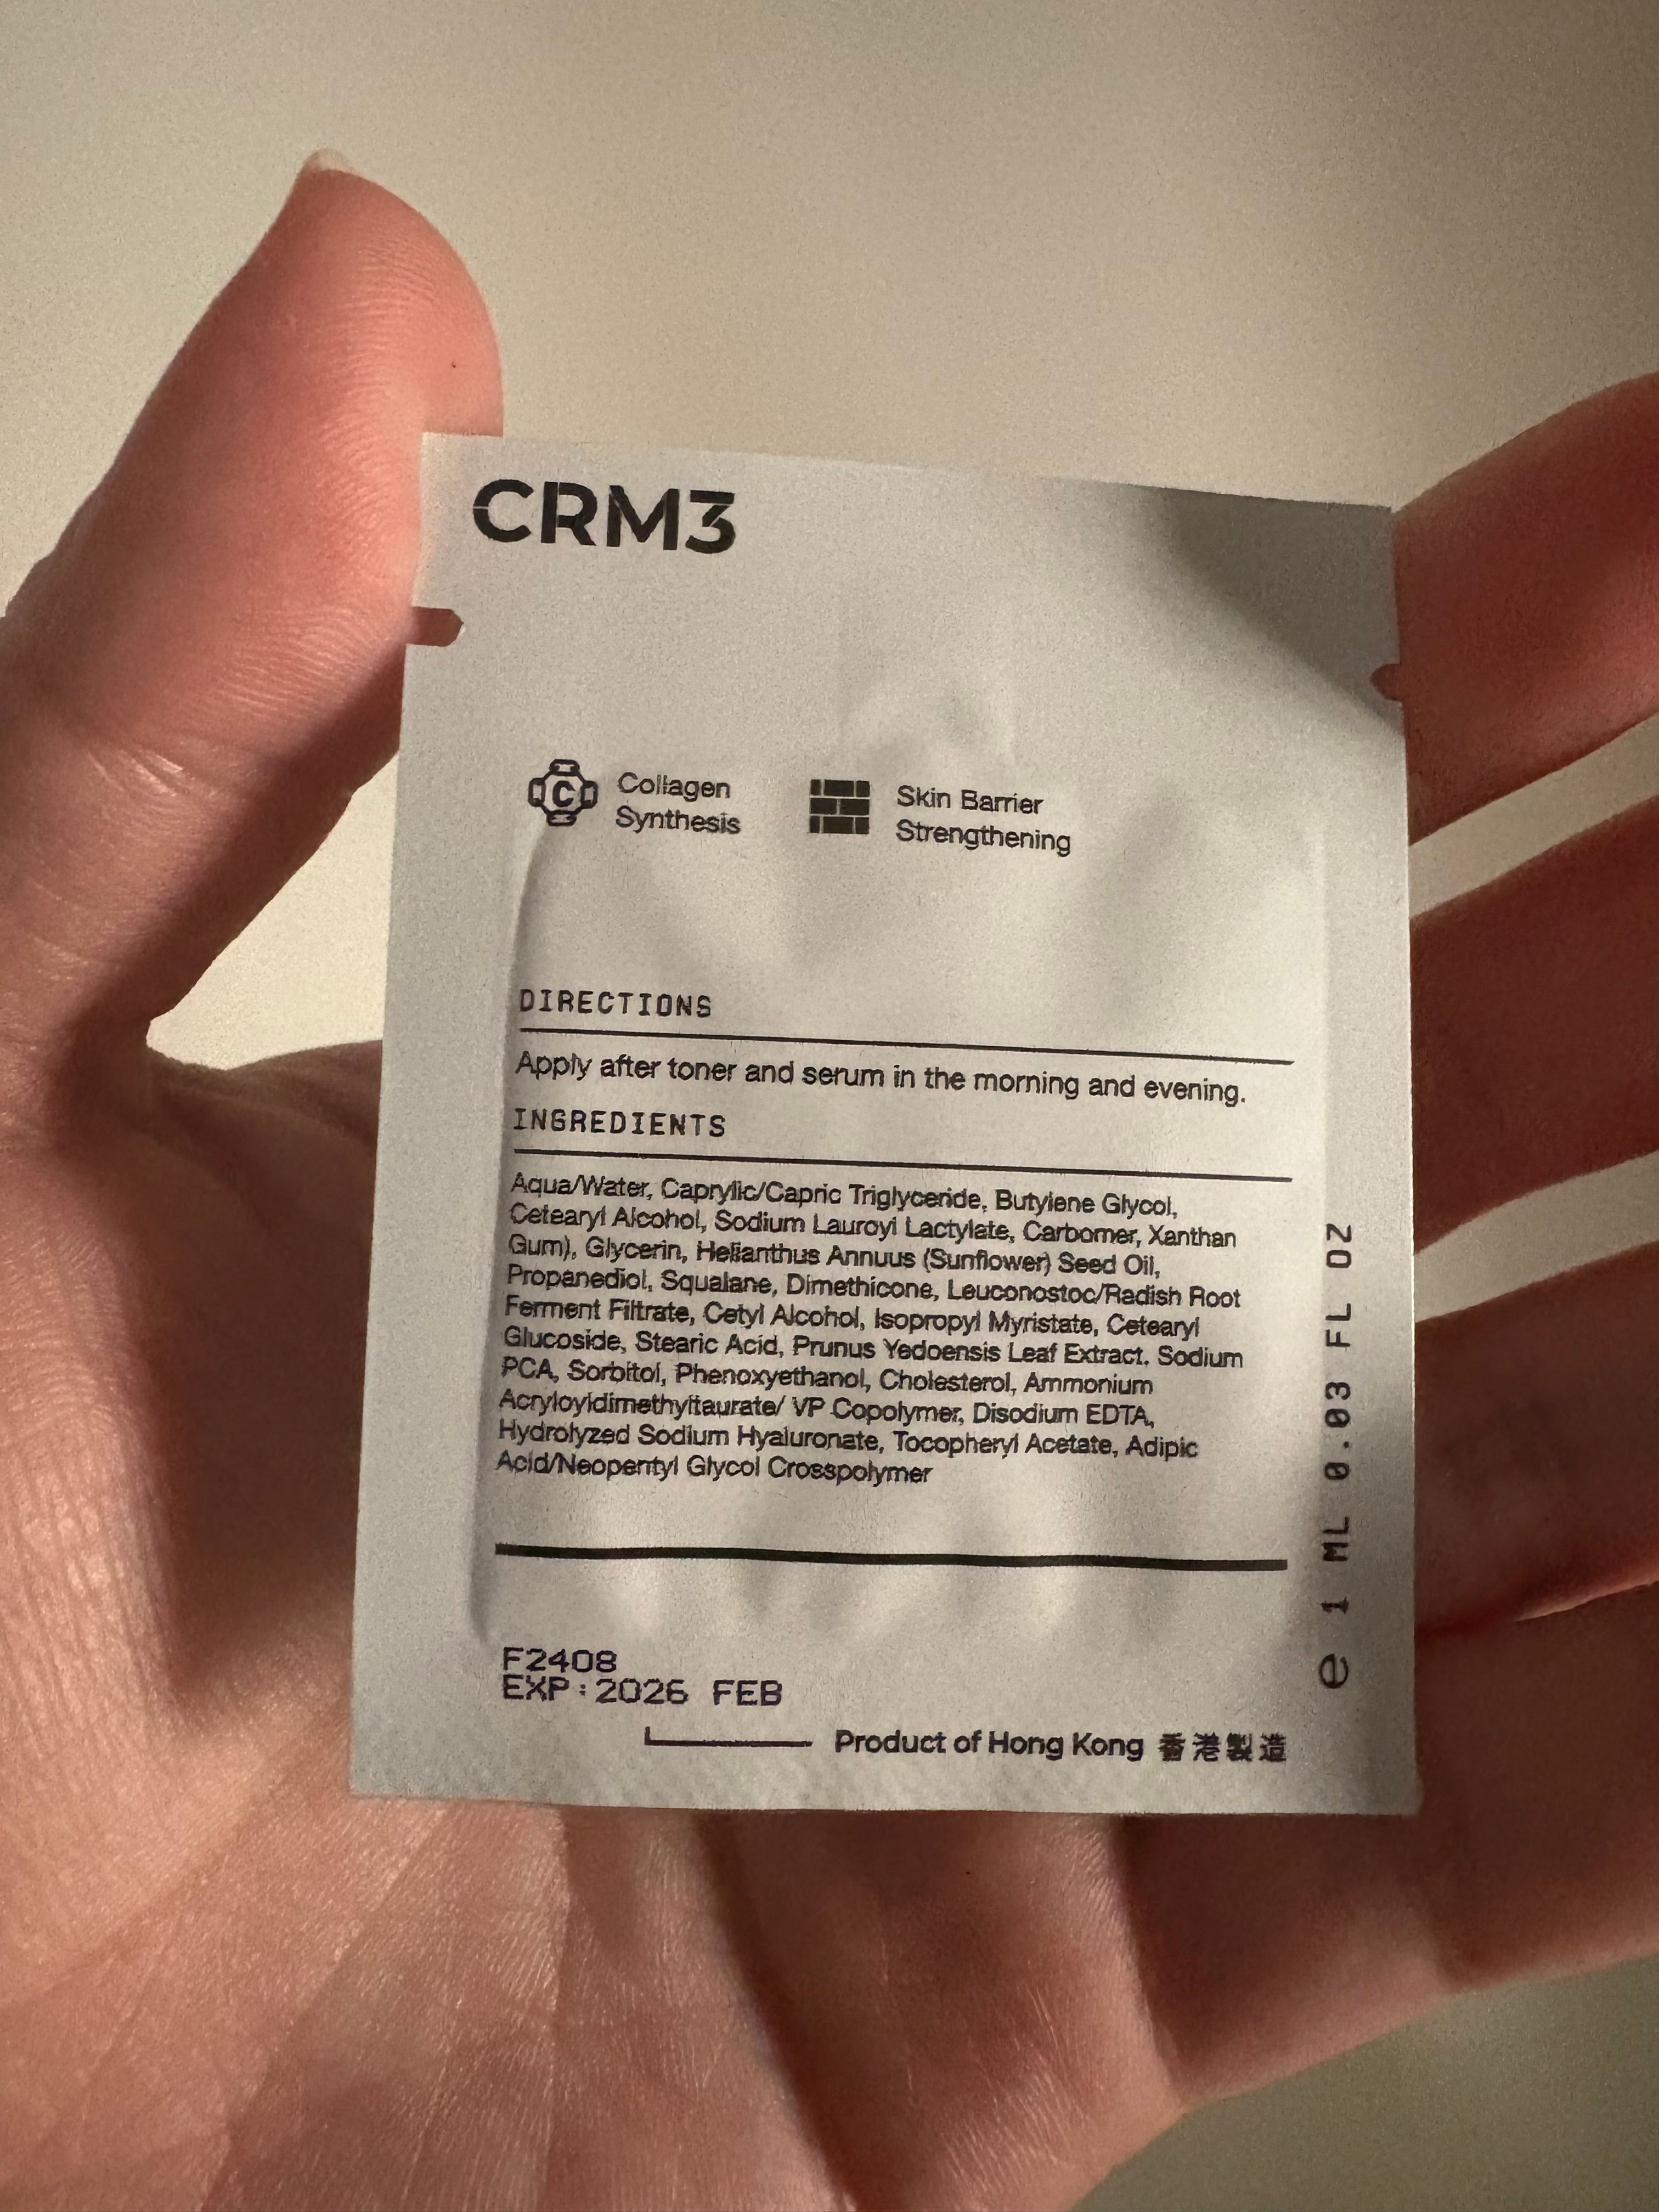 CRM3
Collagen
Synthesis
Skin Barrier
Strengthening
DIRECTIONS
Apply after toner and serum in the morning and evening.
INGREDIENTS
Aqua/Water, Caprylic/Capric Triglyceride, Butylene Glycol,
Cetearyl Alcohol, Sodium Lauroyl Lactylate, Carbomer, Xanthan
Gum), Glycerin, Helianthus Annuus (Sunflower) Seed Oil,
Propanediol, Squalane, Dimethicone, Leuconostoc/Radish Root
Ferment Filtrate, Cetyl Alcohol, Isopropyl Myristate, Cetearyl
Glucoside, Stearic Acid, Prunus Yedoensis Leaf Extract, Sodium
PCA, Sorbitol, Phenoxyethanol, Cholesterol, Ammonium
Acryloyldimethyltaurate/ VP Copolymer, Disodium EDTA,
Hydrolyzed Sodium Hyaluronate, Tocopheryl Acetate, Adipic
Acid/Neopentyl Glycol Crosspolymer
F2408
EXP:2026 FEB
Product of Hong Kong 香港製造
e 1 ML 0.03 FL OZ